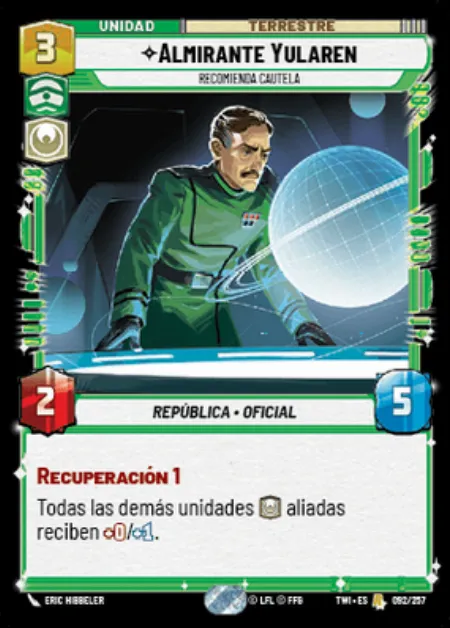 UNIDAD
TERRESTRE
3
ALMIRANTE YULAREN
RECOMIENDA CAUTELA
2
REPÚBLICA • OFICIAL
5
RECUPERACIÓN 1
Todas las demás unidades aliadas
reciben +0/+1.
ERIC HIBBELER
© LFL © FFG
TWI • ES
092/257